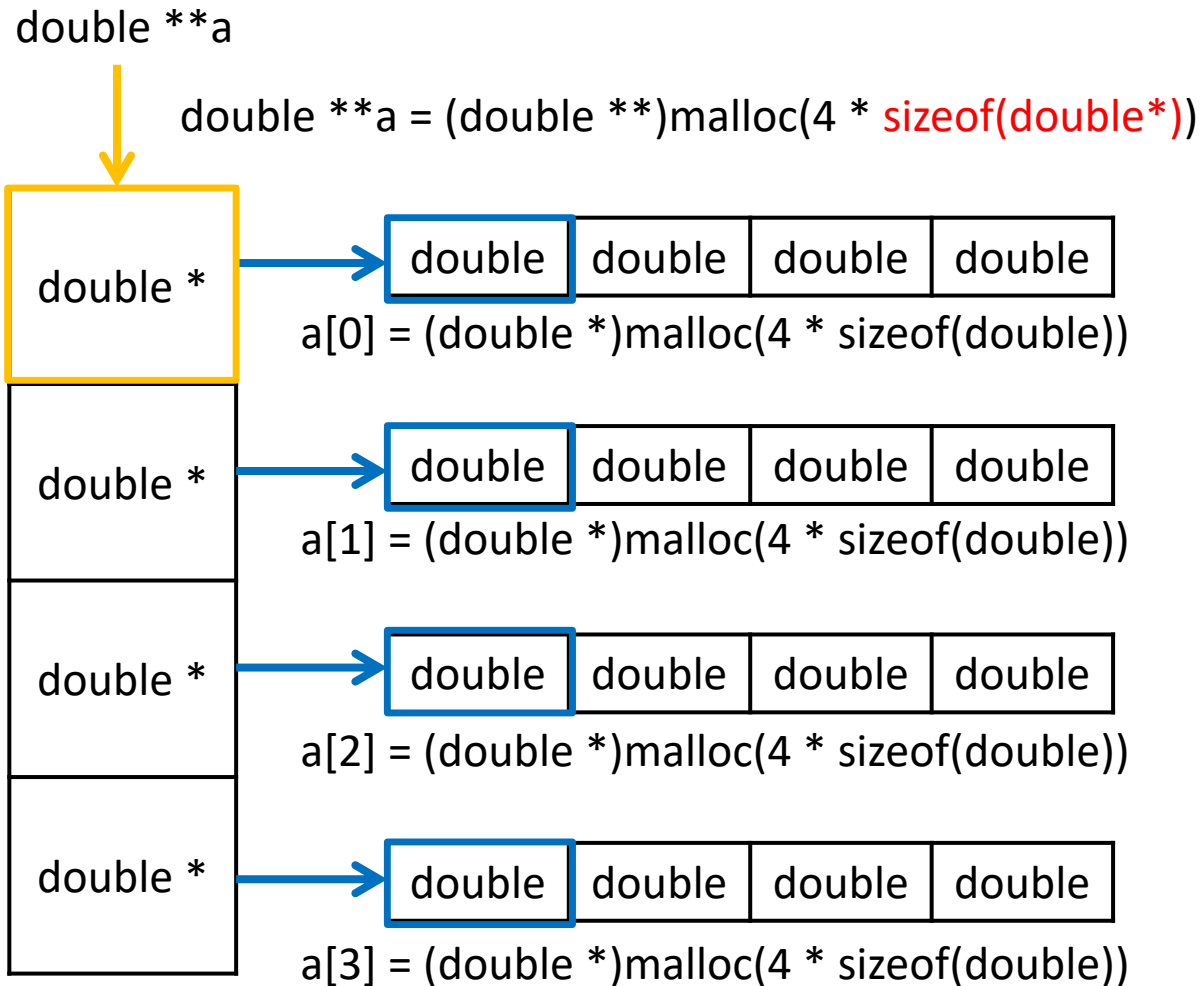 double **a
double **a = (double **)malloc(4 * sizeof(double*))
double * double double double double
a[0] = (double *)malloc(4 * sizeof(double))
double * double double double double
a[1] = (double *)malloc(4 * sizeof(double))
double * double double double double
a[2] = (double *)malloc(4 * sizeof(double))
double * double double double double
a[3] = (double *)malloc(4 * sizeof(double))